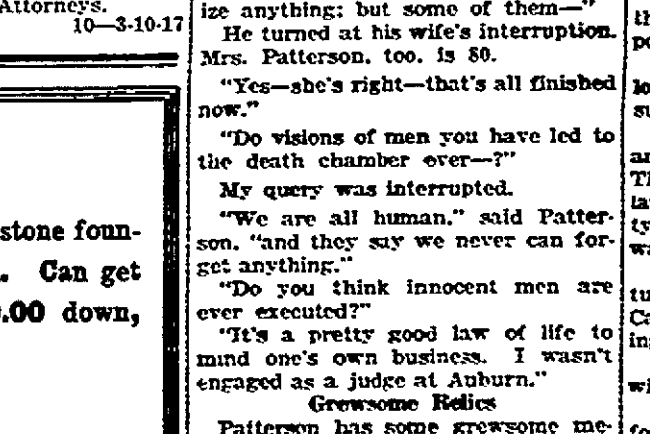 Attorneys.
10—3-10-17
stone foun-
. Can get
.00 down,
ize anything; but some of them—"
He turned at his wife's interruption.
Mrs. Patterson, too, is 80.
"Yes—she's right—that's all finished
now."
"Do visions of men you have led to
the death chamber ever—?"
My query was interrupted.
"We are all human," said Patter-
son, "and they say we never can for-
get anything."
"Do you think innocent men are
ever executed?"
"It's a pretty good law of life to
mind one's own business. I wasn't
engaged as a judge at Auburn."
Grewsome Relics
Patterson has some grewsome me-